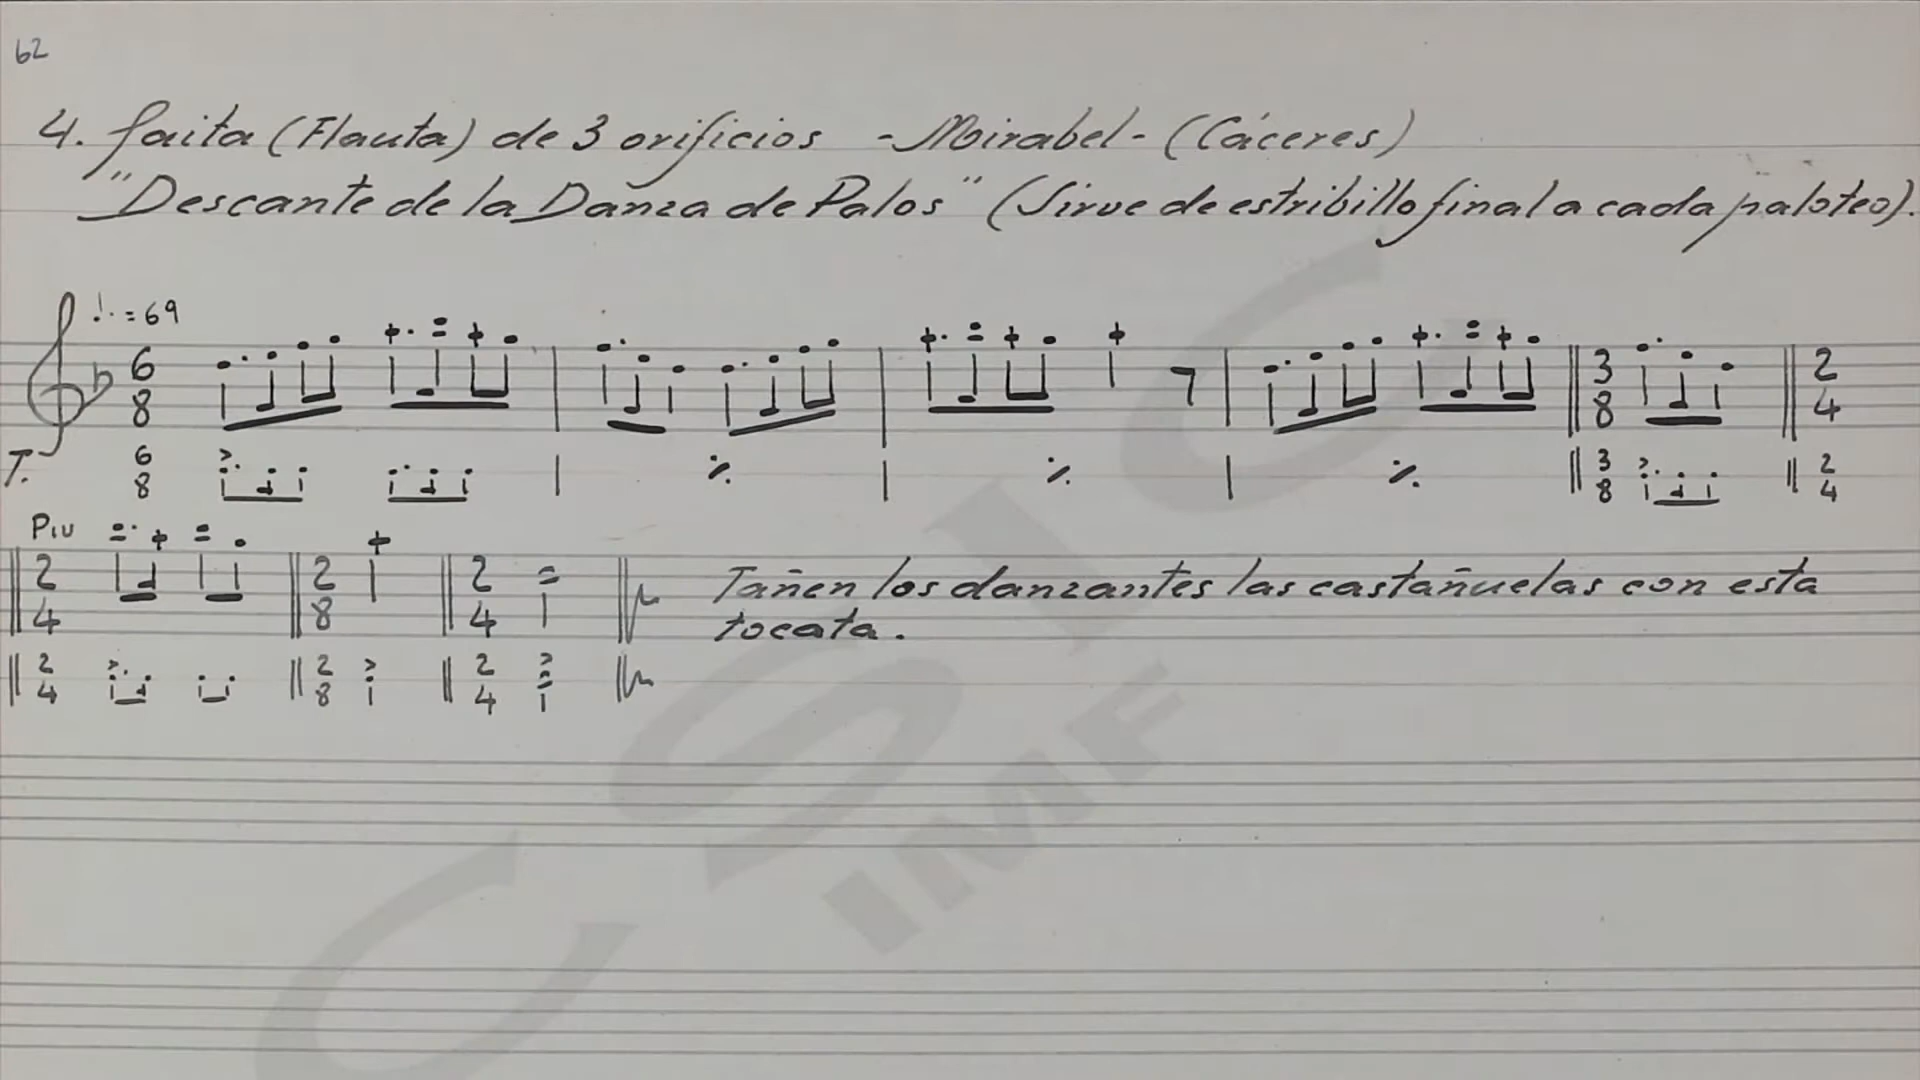 62
4. Gaita (Flauta) de 3 orificios - Mirabel - (Cáceres)
"Descante de la Danza de Palos" (Sirve de estribillo final a cada paloteo).
♩. = 69
6 8 3 8 2 4
T. 6 8 3 8 2 4
Piu
2 4 2 8 2 4 Tañen los danzantes las castañuelas con esta
tocata.
2 4 2 8 2 4
CSIC
IMF